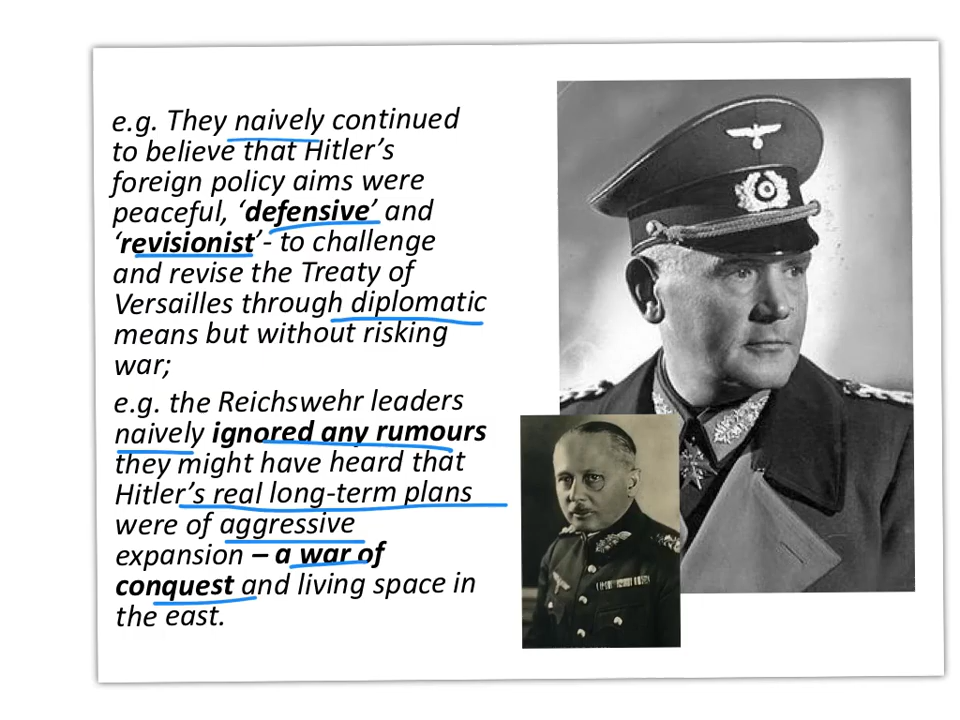 e.g. They naively continued
to believe that Hitler’s
foreign policy aims were
peaceful, ‘defensive’ and
‘revisionist’- to challenge
and revise the Treaty of
Versailles through diplomatic
means but without risking
war;
e.g. the Reichswehr leaders
naively ignored any rumours
they might have heard that
Hitler’s real long-term plans
were of aggressive
expansion – a war of
conquest and living space in
the east.